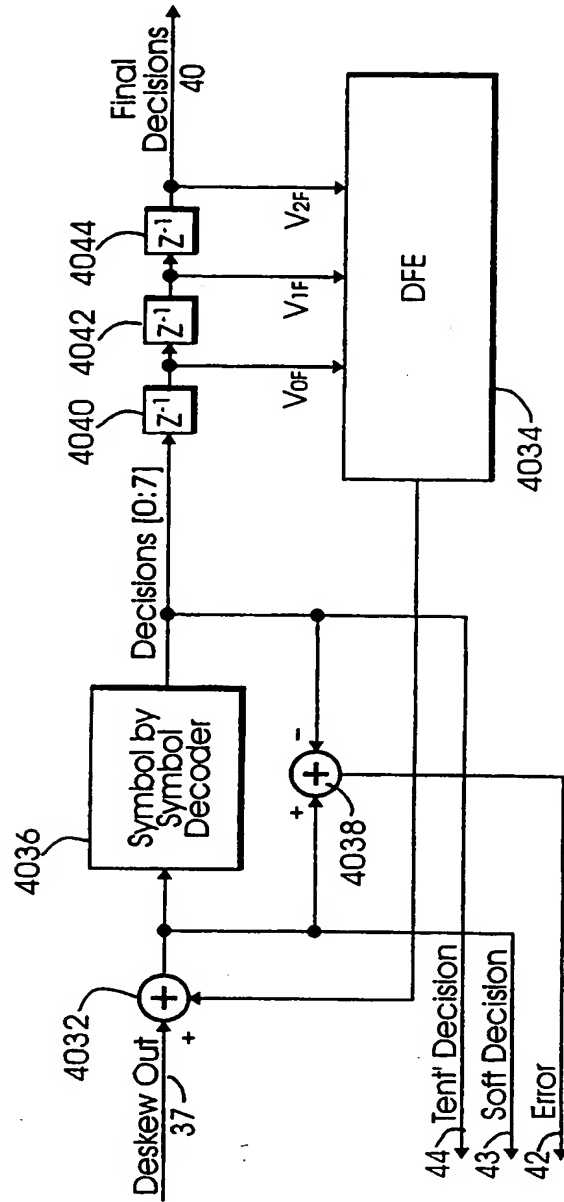 Deskew Out
37
4032
+
+
4036
Symbol by
Symbol
Decoder
Decisions [0:7]
+
-
+
4038
4040
Z-1
4042
Z-1
4044
Z-1
Final
Decisions
40
V0F
V1F
V2F
DFE
4034
44
Tent' Decision
43
Soft Decision
42
Error